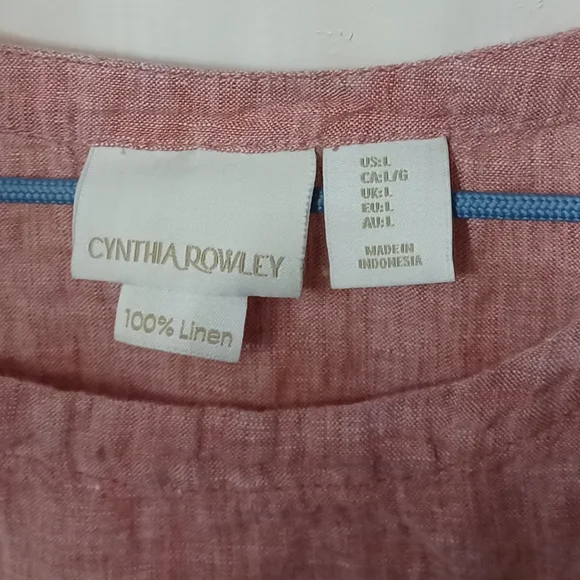 CYNTHIA ROWLEY
100% Linen
US:L
CA:L/G
UK:L
EU:L
AU:L
MADE IN
INDONESIA